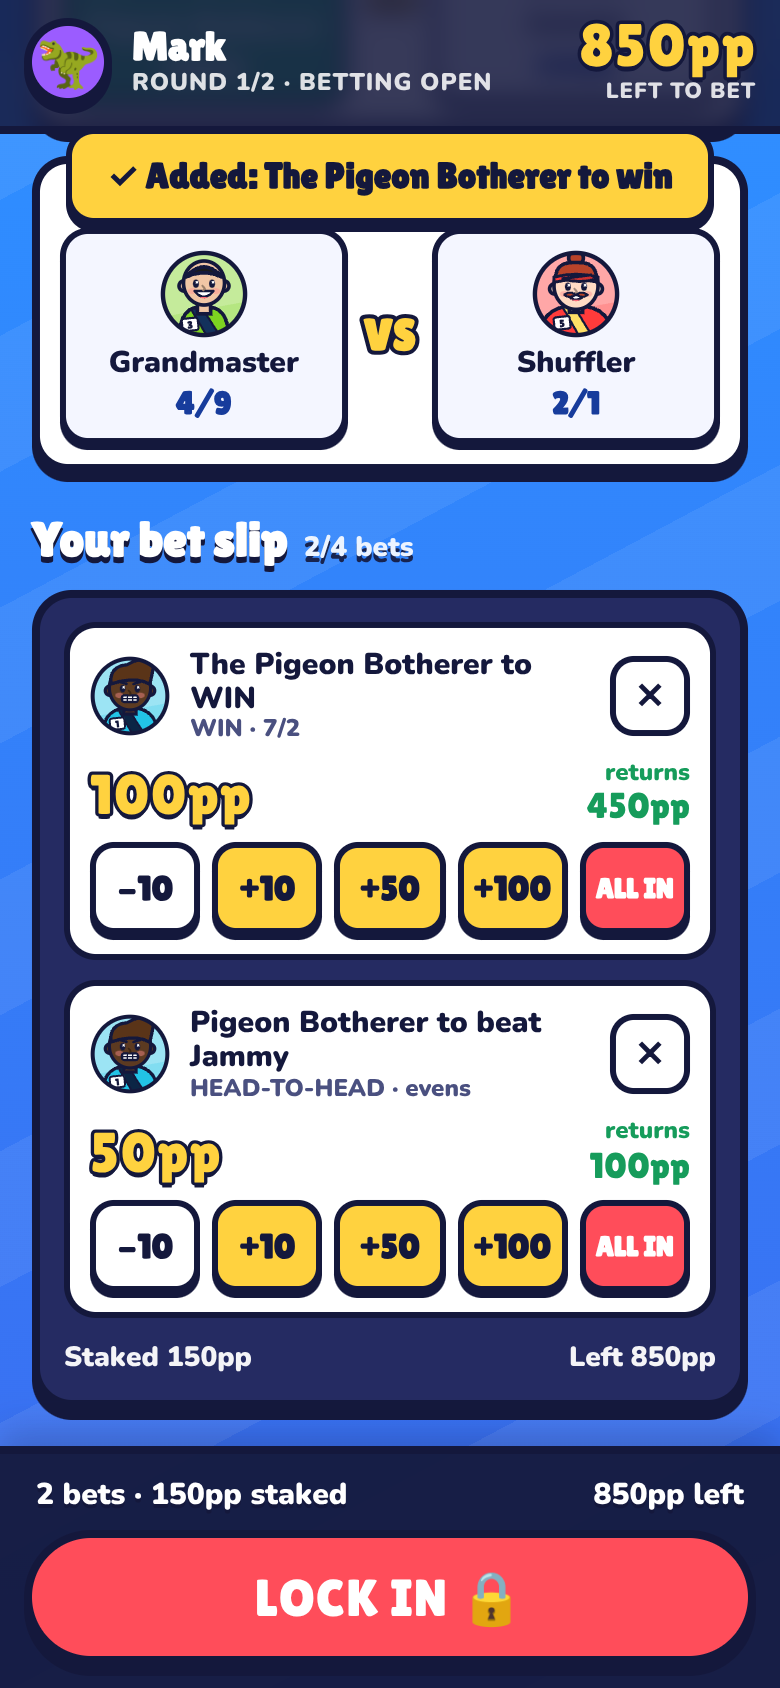 Mark
ROUND 1/2 · BETTING OPEN
850pp
LEFT TO BET
✓ Added: The Pigeon Botherer to win
3
Grandmaster
4/9
VS
5
Shuffler
2/1
Your bet slip 2/4 bets
1
The Pigeon Botherer to
WIN
WIN · 7/2
×
100pp
returns
450pp
–10
+10
+50
+100
ALL IN
1
Pigeon Botherer to beat
Jammy
HEAD-TO-HEAD · evens
×
50pp
returns
100pp
–10
+10
+50
+100
ALL IN
Staked 150pp
Left 850pp
2 bets · 150pp staked
850pp left
LOCK IN 🔒